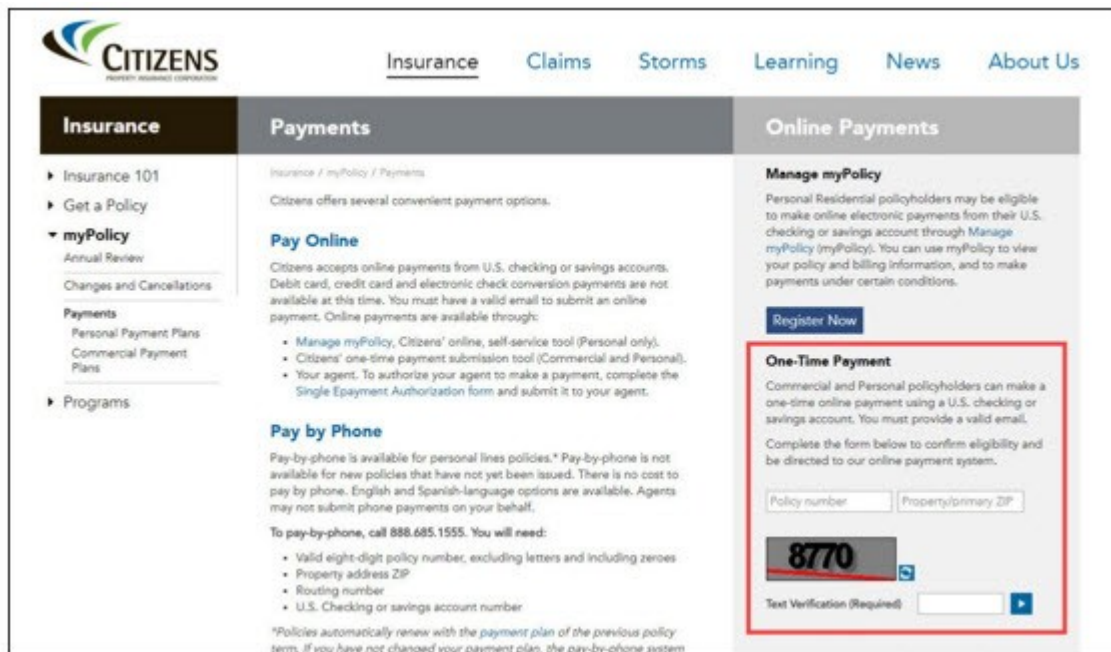 CITIZENS
PROPERTY INSURANCE CORPORATION
Insurance
Claims
Storms
Learning
News
About Us
Insurance
Insurance 101
Get a Policy
myPolicy
Annual Review
Changes and Cancellations
Payments
Personal Payment Plans
Commercial Payment
Plans
Programs
Payments
Insurance / myPolicy / Payments
Citizens offers several convenient payment options.
Pay Online
Citizens accepts online payments from U.S. checking or savings accounts.
Debit card, credit card and electronic check conversion payments are not
available at this time. You must have a valid email to submit an online
payment. Online payments are available through:
• Manage myPolicy, Citizens' online, self-service tool (Personal only).
• Citizens' one-time payment submission tool (Commercial and Personal).
• Your agent. To authorize your agent to make a payment, complete the
Single Epayment Authorization form and submit it to your agent.
Pay by Phone
Pay-by-phone is available for personal lines policies.* Pay-by-phone is not
available for new policies that have not yet been issued. There is no cost to
pay by phone. English and Spanish-language options are available. Agents
may not submit phone payments on your behalf.
To pay-by-phone, call 888.685.1555. You will need:
• Valid eight-digit policy number, excluding letters and including zeroes
• Property address ZIP
• Routing number
• U.S. Checking or savings account number
*Policies automatically renew with the payment plan of the previous policy
term. If you have not changed your payment plan, the pay-by-phone system
Online Payments
Manage myPolicy
Personal Residential policyholders may be eligible
to make online electronic payments from their U.S.
checking or savings account through Manage
myPolicy (myPolicy). You can use myPolicy to view
your policy and billing information, and to make
payments under certain conditions.
Register Now
One-Time Payment
Commercial and Personal policyholders can make a
one-time online payment using a U.S. checking or
savings account. You must provide a valid email.
Complete the form below to confirm eligibility and
be directed to our online payment system.
Policy number
Property/primary ZIP
8770
Text Verification (Required)